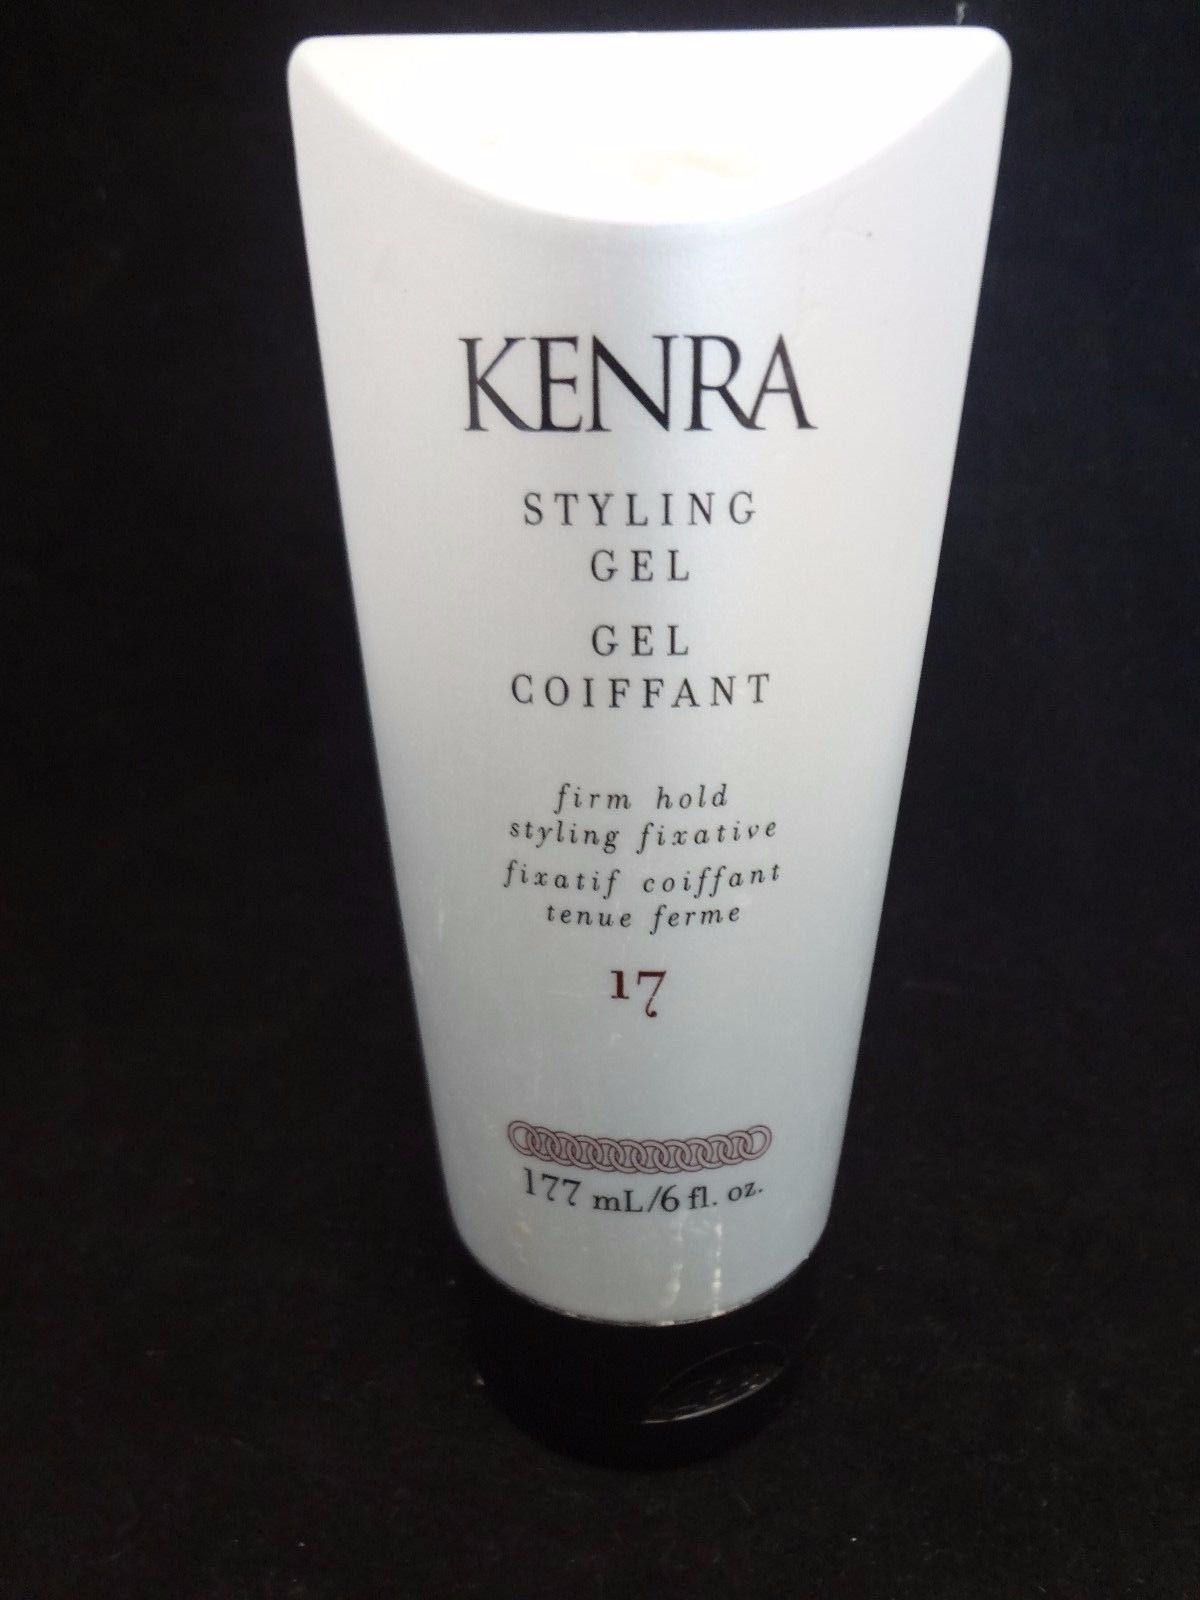 KENRA
STYLING
GEL
GEL
COIFFANT
firm hold
styling fixative
fixatif coiffant
tenue ferme
17
177 mL/6 fl. oz.